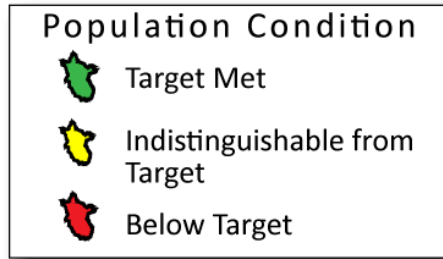 Population Condition
Target Met
Indistinguishable from
Target
Below Target